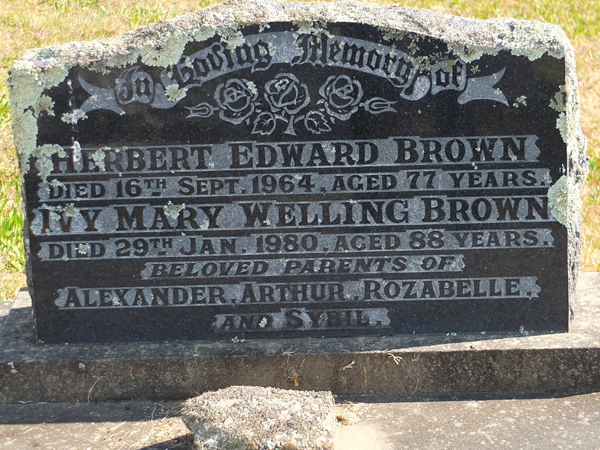 In Loving Memory of
HERBERT EDWARD BROWN
DIED 16TH SEPT. 1964. AGED 77 YEARS.
IVY MARY WELLING BROWN
DIED 29TH JAN. 1980. AGED 88 YEARS.
BELOVED PARENTS OF
ALEXANDER, ARTHUR, ROZABELLE,
AND SYBIL.